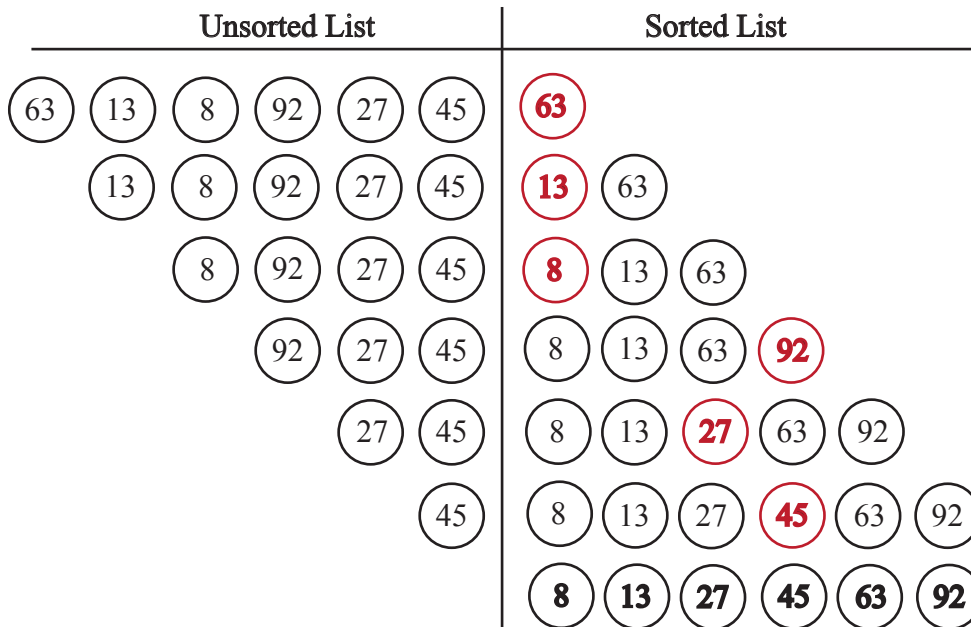 Unsorted List Sorted List
63 13 8 92 27 45 63
13 8 92 27 45 13 63
8 92 27 45 8 13 63
92 27 45 8 13 63 92
27 45 8 13 27 63 92
45 8 13 27 45 63 92
8 13 27 45 63 92